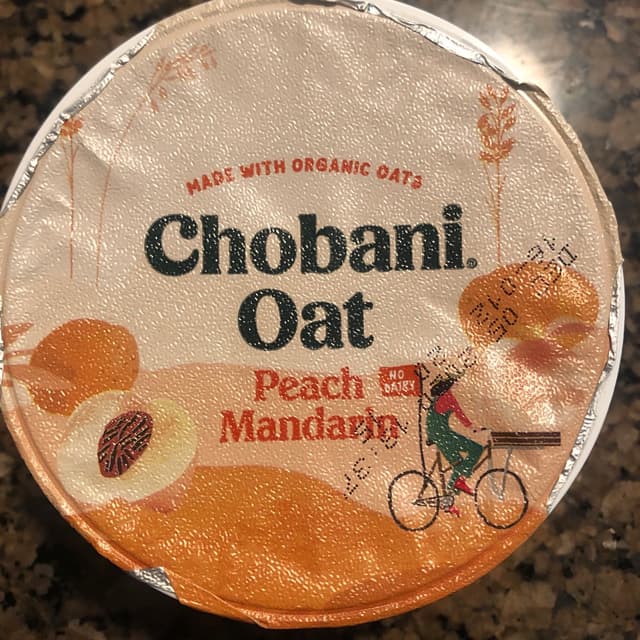 MADE WITH ORGANIC OATS
Chobani.
Oat
Peach
NO
DAIRY
Mandarin